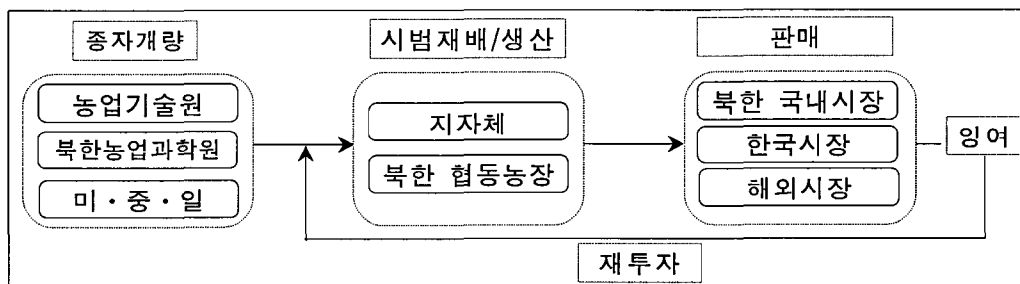 종자개량
시범재배/생산
판매
농업기술원
북한농업과학원
미·중·일
지자체
북한 협동농장
북한 국내시장
한국시장
해외시장
잉여
재투자